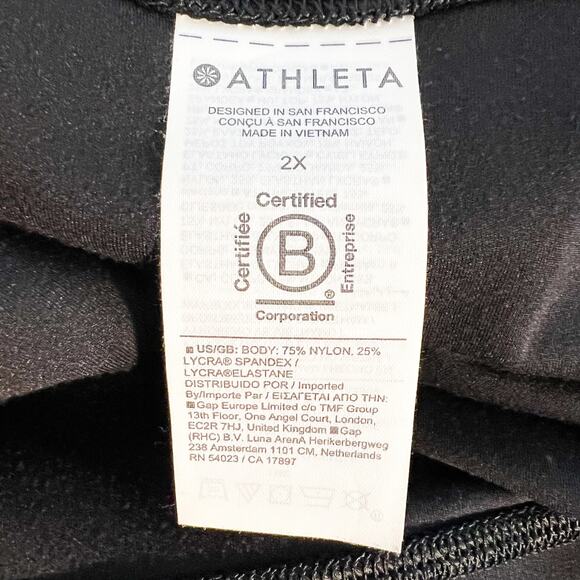 ATHLETA
DESIGNED IN SAN FRANCISCO
CONÇU À SAN FRANCISCO
MADE IN VIETNAM
2X
Certified
Certifiée
B
Entreprise
®
Corporation
US/GB: BODY: 75% NYLON, 25%
LYCRA® SPANDEX /
LYCRA®ELASTANE
DISTRIBUIDO POR / Imported
By/Importe Par / ΕΙΣΑΓΕΤΑΙ ΑΠΟ ΤΗΝ:
Gap Europe Limited c/o TMF Group
13th Floor, One Angel Court, London,
EC2R 7HJ, United Kingdom Gap
(RHC) B.V. Luna ArenA Herikerbergweg
238 Amsterdam 1101 CM, Netherlands
RN 54023 / CA 17897